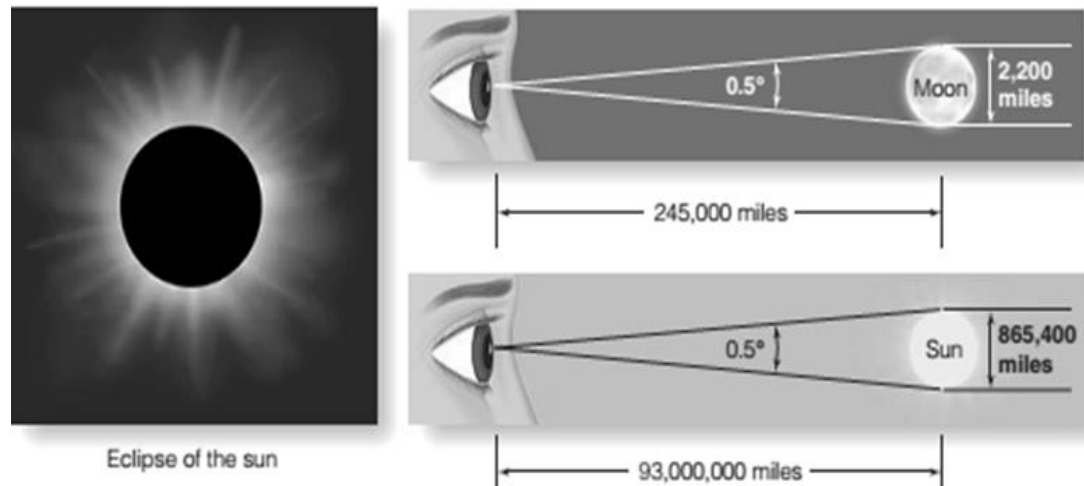 0.5°
Moon
2,200
miles
245,000 miles
0.5°
Sun
865,400
miles
Eclipse of the sun
93,000,000 miles